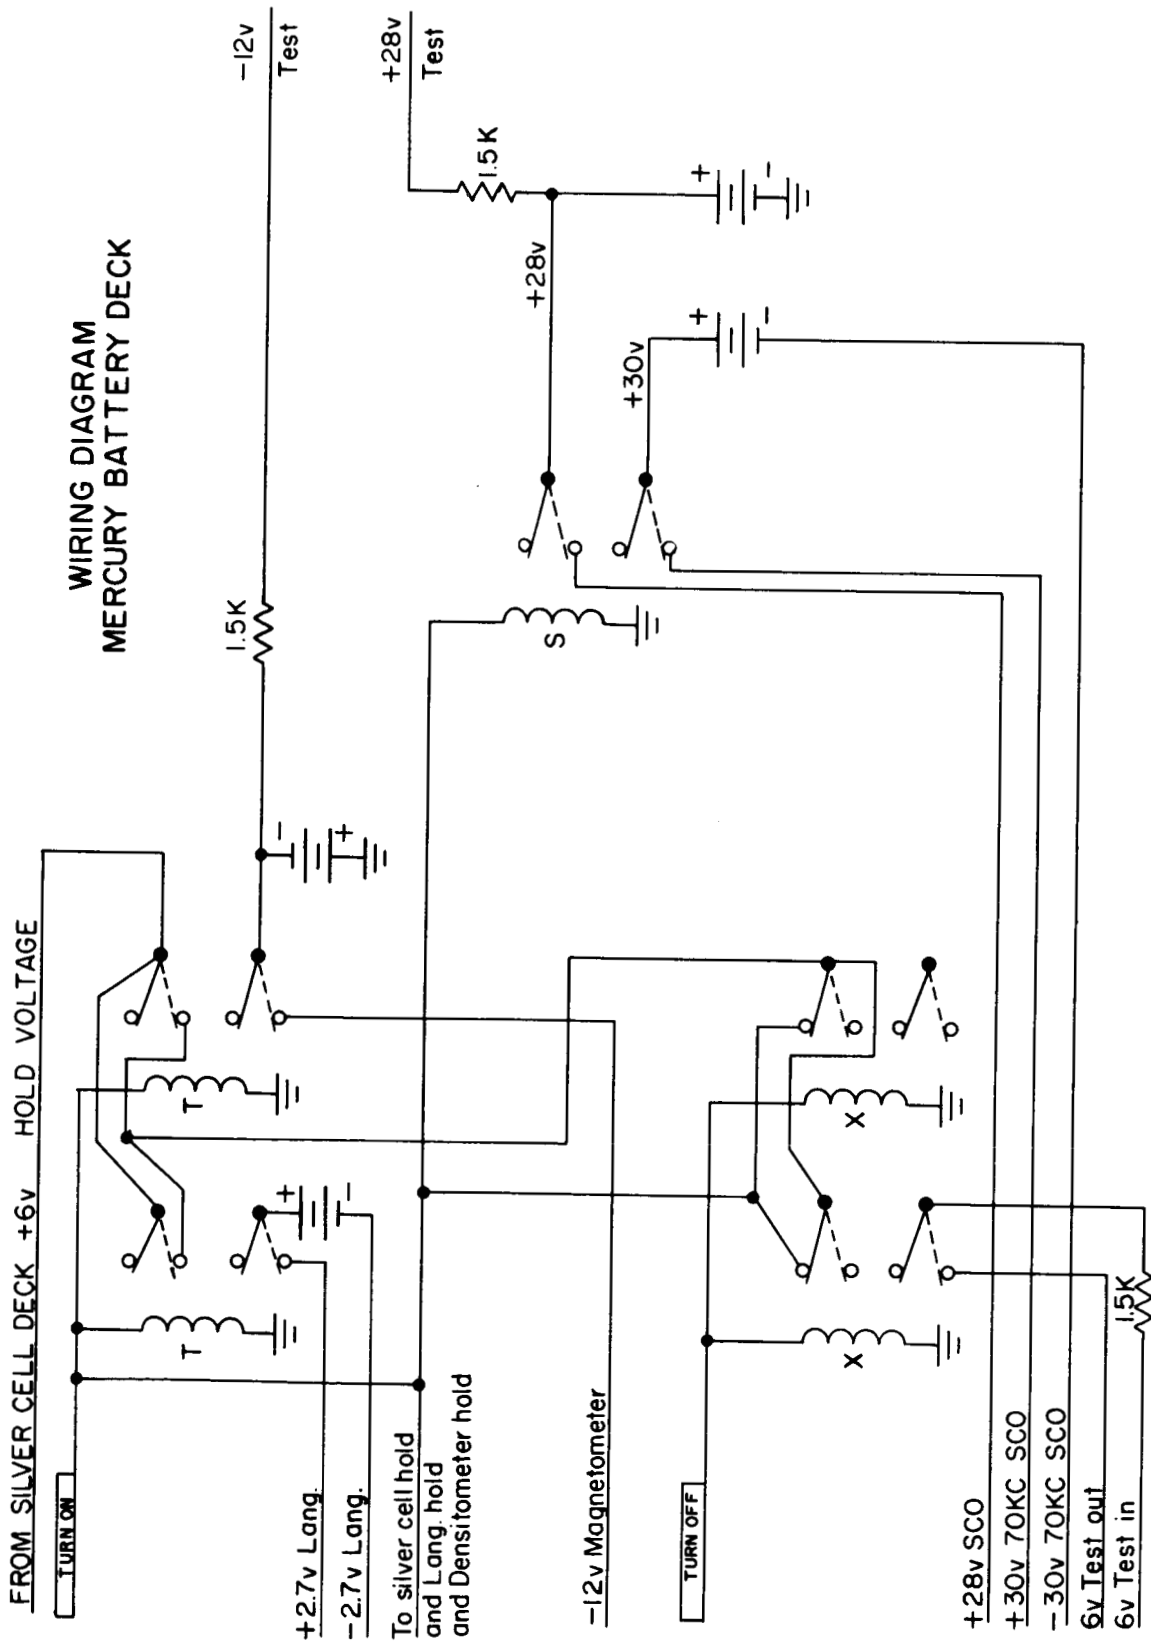 WIRING DIAGRAM
MERCURY BATTERY DECK
FROM SILVER CELL DECK +6v HOLD VOLTAGE
TURN ON
T
T
1.5K
-12v
Test
+28v
Test
1.5K
+28v
+30v
S
+
-
+
-
-
+
+
-
+2.7v Lang.
-2.7v Lang.
To silver cell hold
and Lang. hold
and Densitometer hold
-12v Magnetometer
TURN OFF
X
X
+28v SCO
+30v 70KC SCO
-30v 70KC SCO
6v Test out
6v Test in
1.5K